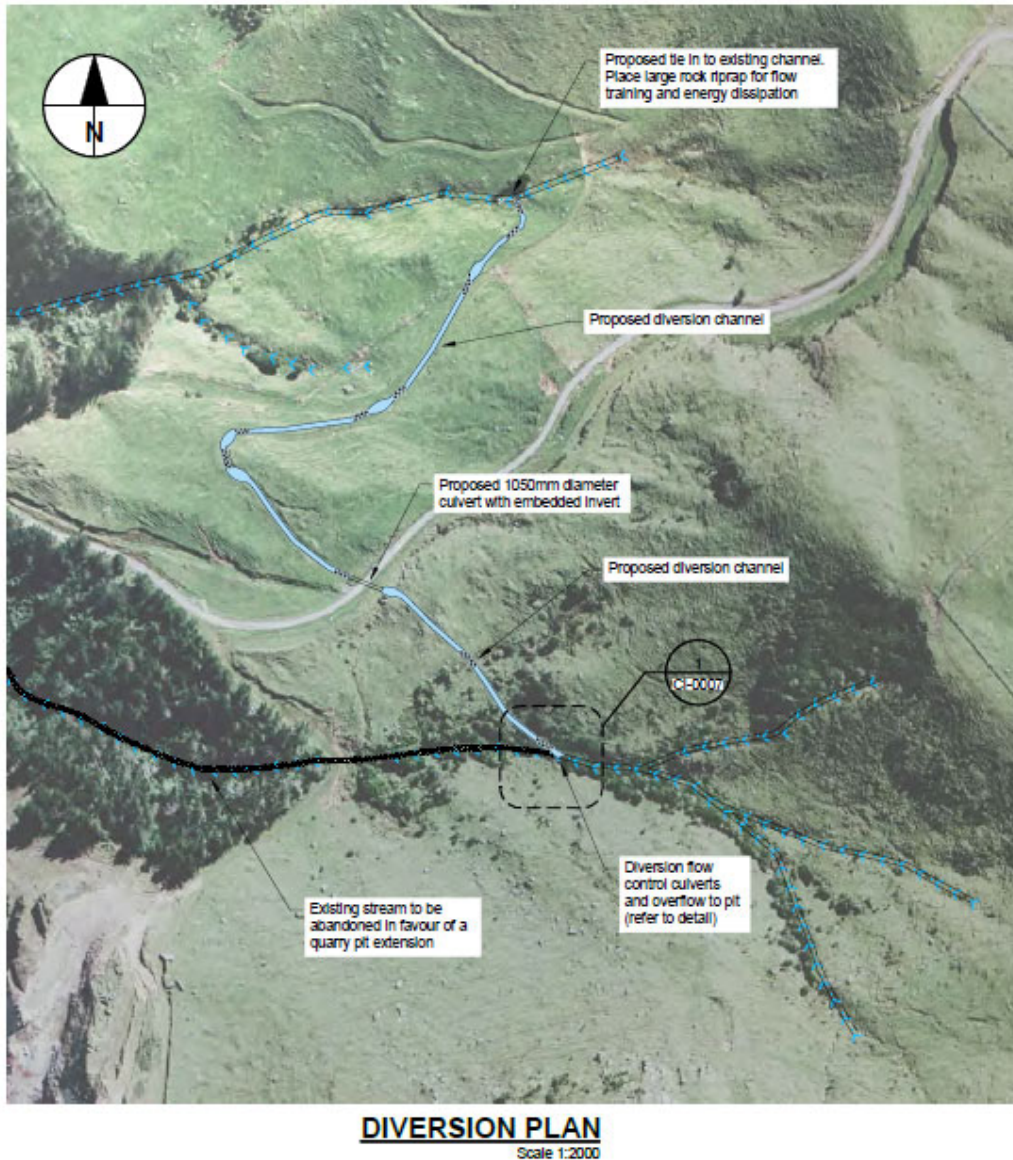 Proposed tie in to existing channel.
Place large rock riprap for flow
training and energy dissipation
N
Proposed diversion channel
Proposed 1050mm diameter
culvert with embedded invert
Proposed diversion channel
1
CI-0007
Diversion flow
control culverts
and overflow to pit
(refer to detail)
Existing stream to be
abandoned in favour of a
quarry pit extension
DIVERSION PLAN
Scale 1:2000